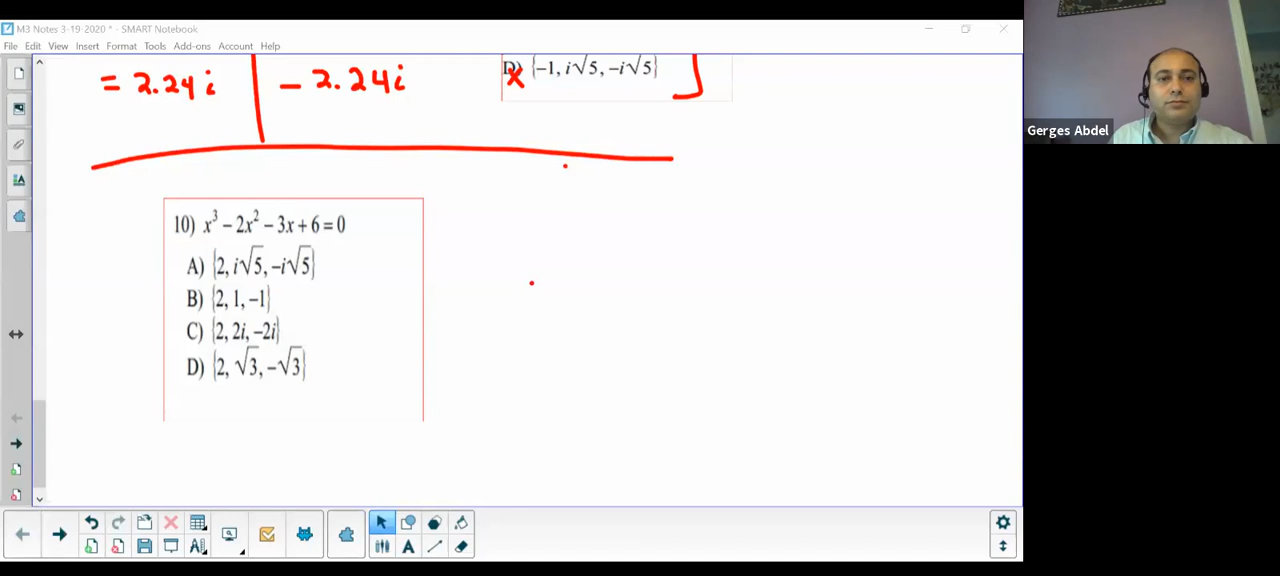 M3 Notes 3-19-2020 * - SMART Notebook
File Edit View Insert Format Tools Add-ons Account Help
= 2.24 i
- 2.24 i
D) {−1, i√5, −i√5}
x
Gerges Abdel
10) x³ − 2x² − 3x + 6 = 0
A) {2, i√5, −i√5}
B) {2, 1, −1}
C) {2, 2i, −2i}
D) {2, √3, −√3}